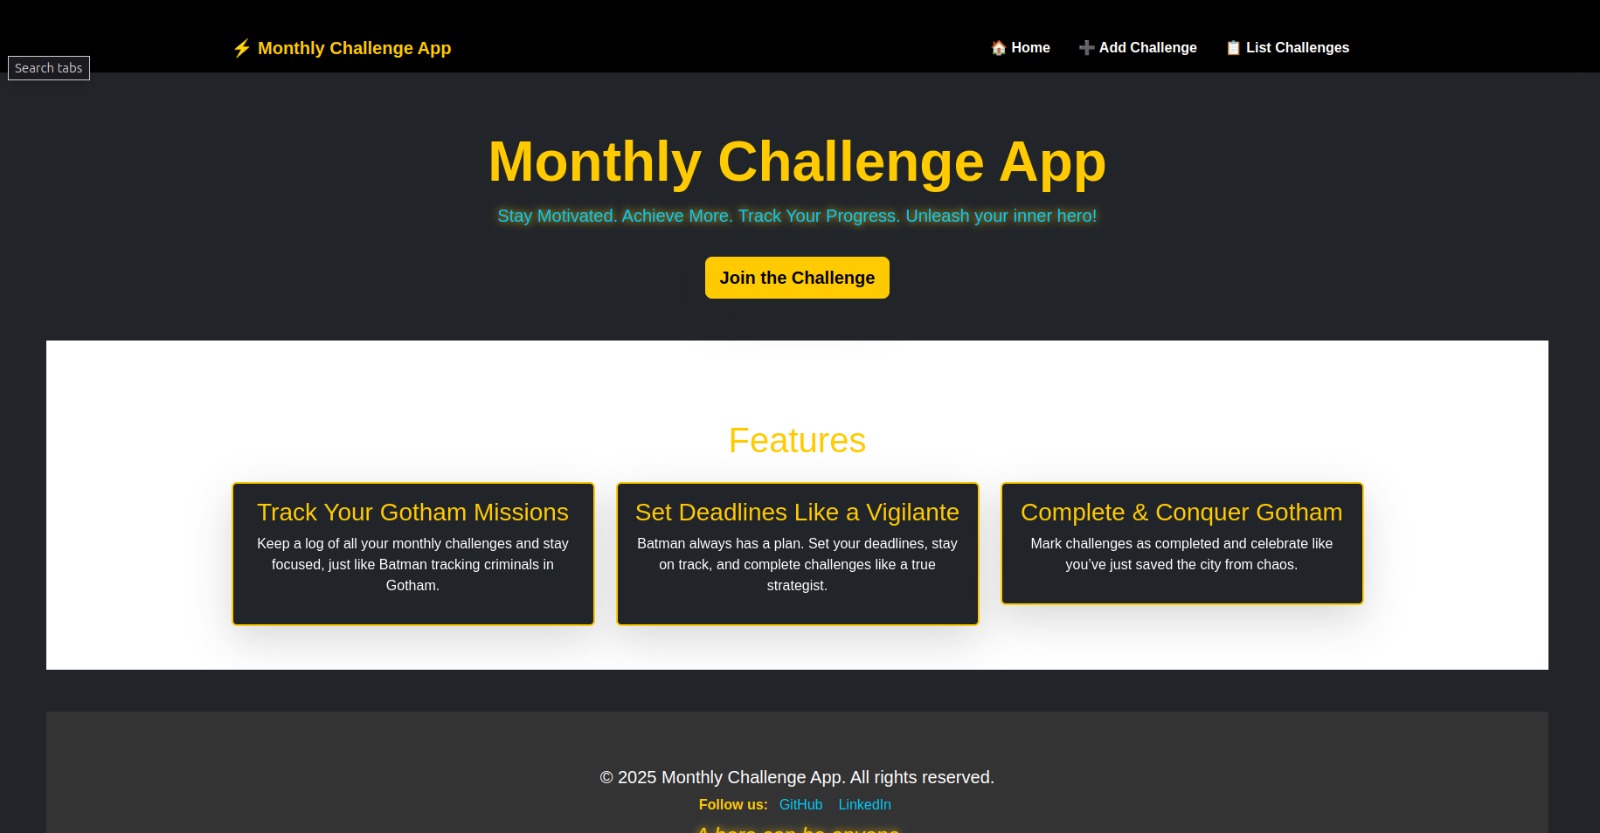 ⚡ Monthly Challenge App
🏠 Home
➕ Add Challenge
📋 List Challenges
Search tabs
Monthly Challenge App
Stay Motivated. Achieve More. Track Your Progress. Unleash your inner hero!
Join the Challenge
Features
Track Your Gotham Missions
Keep a log of all your monthly challenges and stay
focused, just like Batman tracking criminals in
Gotham.
Set Deadlines Like a Vigilante
Batman always has a plan. Set your deadlines, stay
on track, and complete challenges like a true
strategist.
Complete & Conquer Gotham
Mark challenges as completed and celebrate like
you’ve just saved the city from chaos.
© 2025 Monthly Challenge App. All rights reserved.
Follow us: GitHub LinkedIn
A hero can be anyone